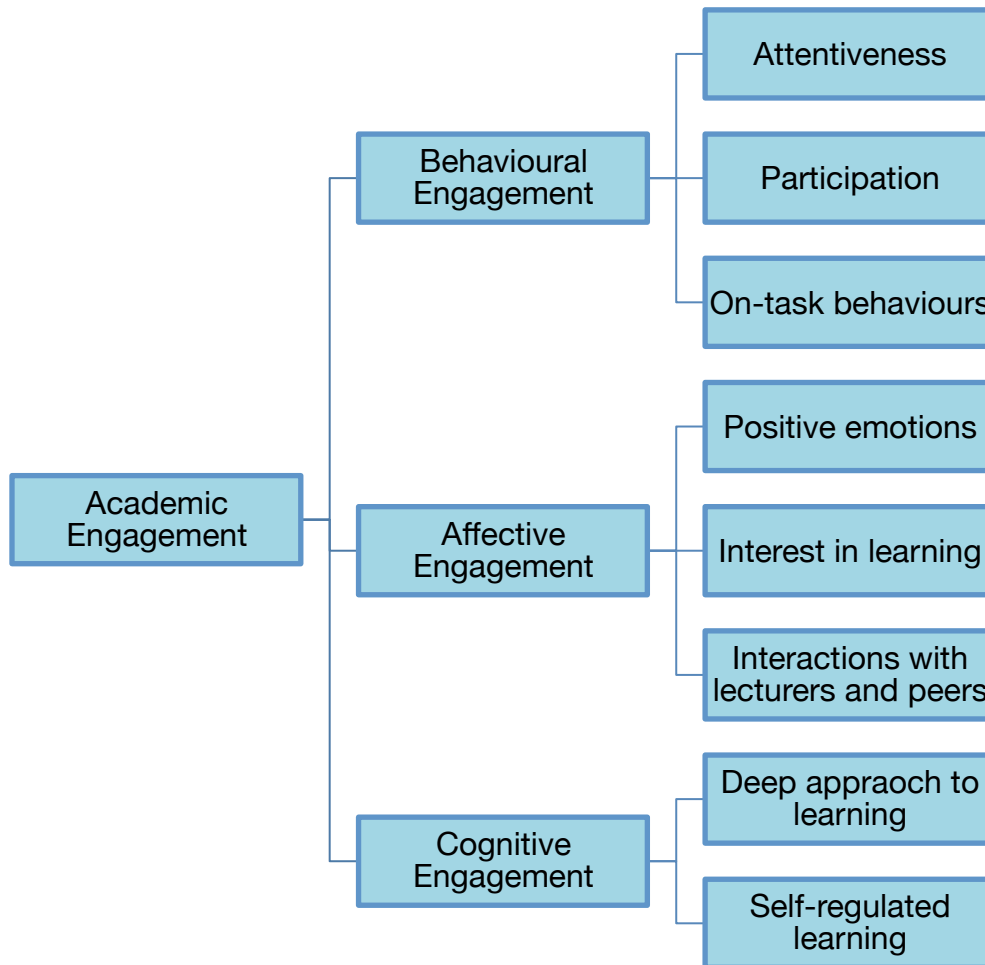 Academic
Engagement
Behavioural
Engagement
Attentiveness
Participation
On-task behaviours
Affective
Engagement
Positive emotions
Interest in learning
Interactions with
lecturers and peers
Cognitive
Engagement
Deep appraoch to
learning
Self-regulated
learning